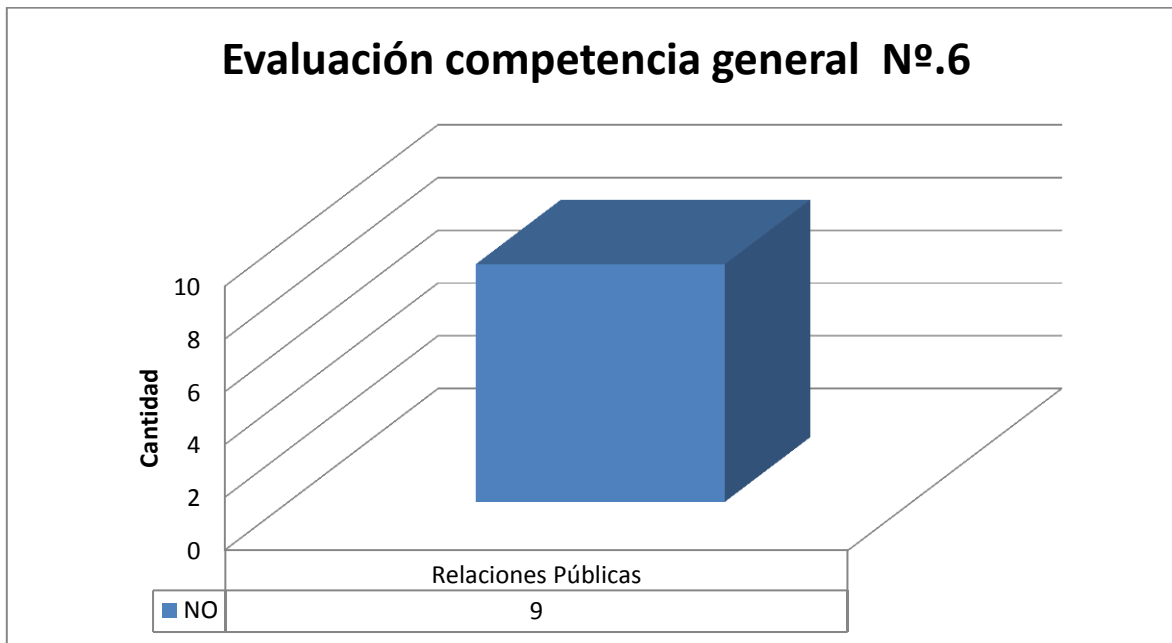 Evaluación competencia general Nº.6
10
8
6
4
2
0
Cantidad
Relaciones Públicas
NO 9